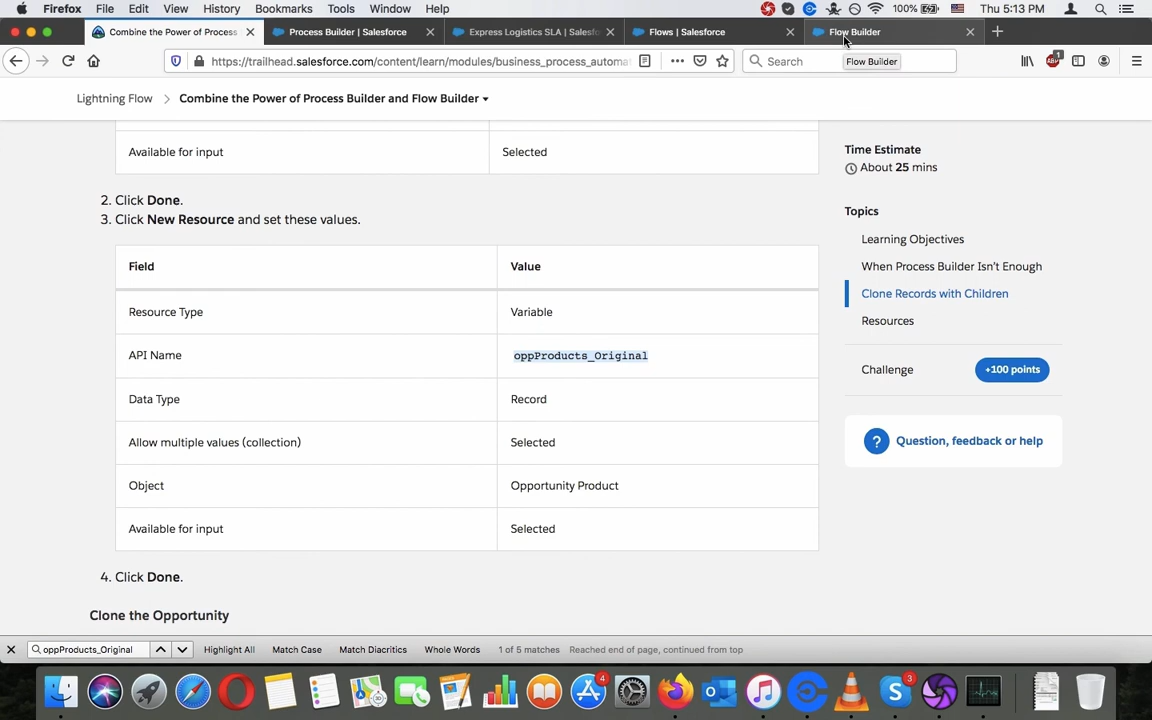 Firefox File Edit View History Bookmarks Tools Window Help 100% Thu 5:13 PM
Combine the Power of Process Process Builder | Salesforce Express Logistics SLA | Salesfo Flows | Salesforce Flow Builder
https://trailhead.salesforce.com/content/learn/modules/business_process_automat Search
Flow Builder
Lightning Flow Combine the Power of Process Builder and Flow Builder
Available for input Selected
2. Click Done.
3. Click New Resource and set these values.
Field Value
Resource Type Variable
API Name oppProducts_Original
Data Type Record
Allow multiple values (collection) Selected
Object Opportunity Product
Available for input Selected
4. Click Done.
Clone the Opportunity
Time Estimate
About 25 mins
Topics
Learning Objectives
When Process Builder Isn't Enough
Clone Records with Children
Resources
Challenge +100 points
? Question, feedback or help
oppProducts_Original Highlight All Match Case Match Diacritics Whole Words 1 of 5 matches Reached end of page, continued from top
4
3